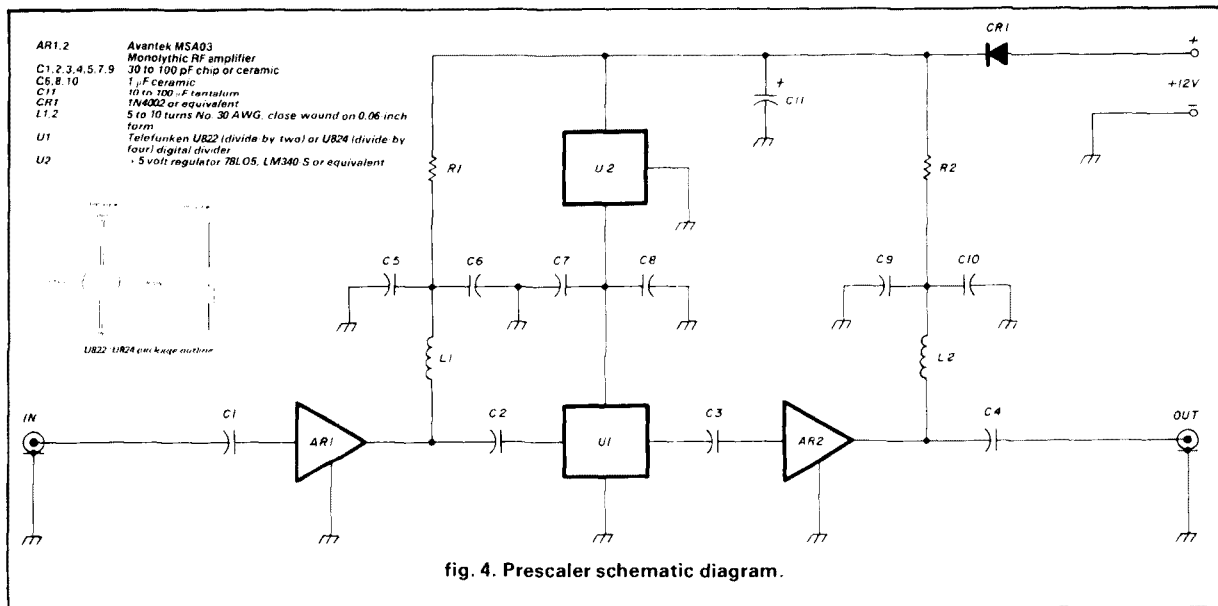 AR1,2 Avantek MSA03
Monolythic RF amplifier
C1,2,3,4,5,7,9 30 to 100 pF chip or ceramic
C6,8,10 1 µF ceramic
C11 10 to 100 µF tantalum
CR1 1N4002 or equivalent
L1,2 5 to 10 turns No. 30 AWG, close wound on 0.06 inch
form
U1 Telefunken U822 (divide by two) or U824 (divide by
four) digital divider
U2 + 5 volt regulator 78L05, LM340 S or equivalent
U822 U824 package outline
CR1
+
+12V
−
C11
R1
U2
R2
C5
C6
C7
C8
C9
C10
L1
L2
IN
C1
AR1
C2
U1
C3
AR2
C4
OUT
fig. 4. Prescaler schematic diagram.